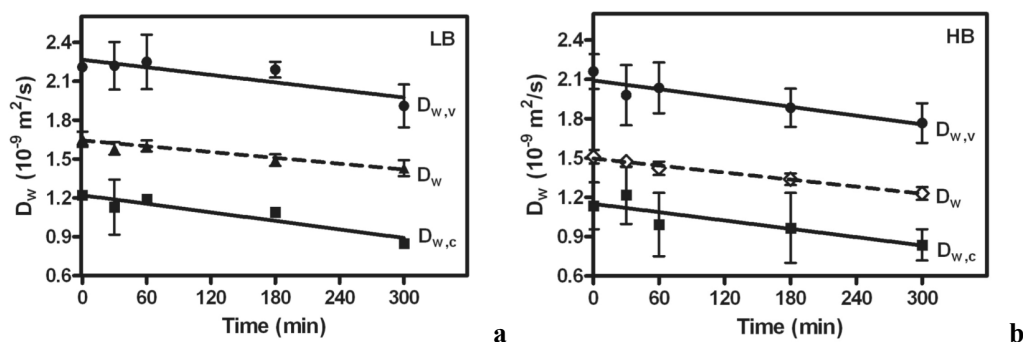 LB
D_w (10^-9 m^2/s)
2.4
2.1
1.8
1.5
1.2
0.9
0.6
D_w,v
D_w
D_w,c
0 60 120 180 240 300
Time (min)
a
HB
D_w (10^-9 m^2/s)
2.4
2.1
1.8
1.5
1.2
0.9
0.6
D_w,v
D_w
D_w,c
0 60 120 180 240 300
Time (min)
b